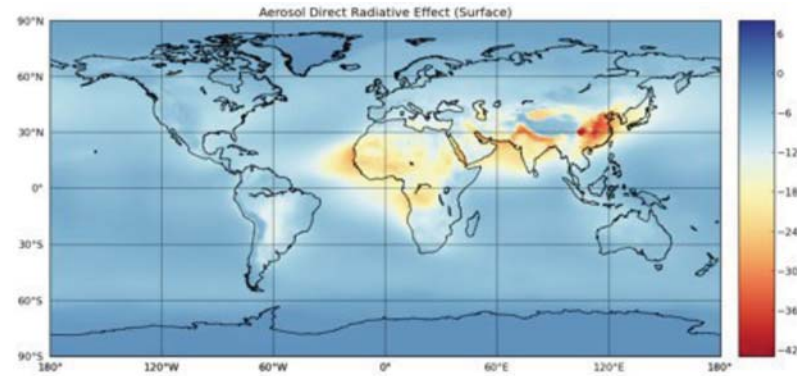 Aerosol Direct Radiative Effect (Surface)
90°N
60°N
30°N
0°
30°S
60°S
90°S
180°
120°W
60°W
0°
60°E
120°E
180°
6
0
−6
−12
−18
−24
−30
−36
−42